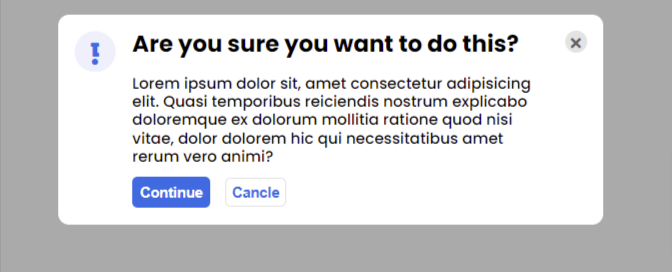 Are you sure you want to do this?
Lorem ipsum dolor sit, amet consectetur adipisicing
elit. Quasi temporibus reiciendis nostrum explicabo
doloremque ex dolorum mollitia ratione quod nisi
vitae, dolor dolorem hic qui necessitatibus amet
rerum vero animi?
Continue
Cancle